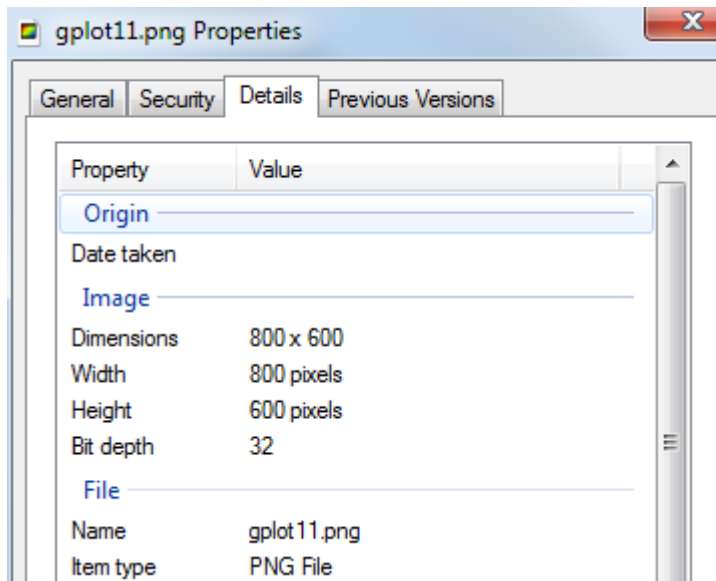 gplot11.png Properties
General Security Details Previous Versions
Property Value
Origin
Date taken
Image
Dimensions 800 x 600
Width 800 pixels
Height 600 pixels
Bit depth 32
File
Name gplot11.png
Item type PNG File